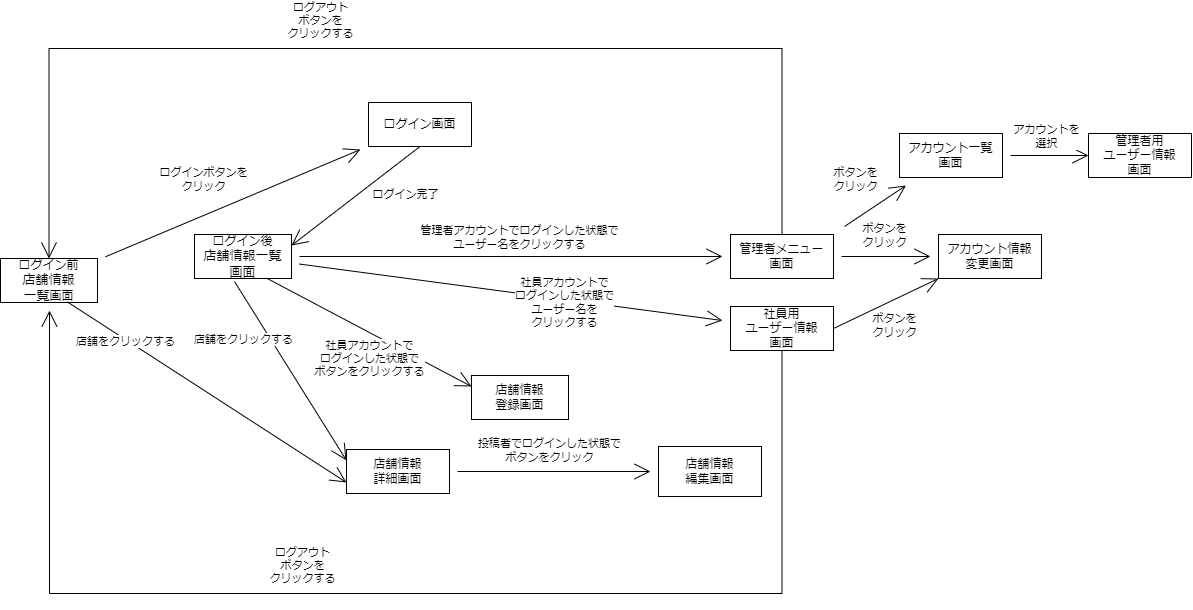 ログアウト
ボタンを
クリックする
ログイン画面
ログインボタンを
クリック
ログイン完了
アカウント一覧
画面
アカウントを
選択
管理者用
ユーザー情報
画面
ボタンを
クリック
ログイン前
店舗情報
一覧画面
ログイン後
店舗情報一覧
画面
管理者アカウントでログインした状態で
ユーザー名をクリックする
管理者メニュー
画面
ボタンを
クリック
アカウント情報
変更画面
社員アカウントで
ログインした状態で
ユーザー名を
クリックする
社員用
ユーザー情報
画面
ボタンを
クリック
店舗をクリックする
店舗をクリックする
社員アカウントで
ログインした状態で
ボタンをクリックする
店舗情報
登録画面
店舗情報
詳細画面
投稿者でログインした状態で
ボタンをクリック
店舗情報
編集画面
ログアウト
ボタンを
クリックする